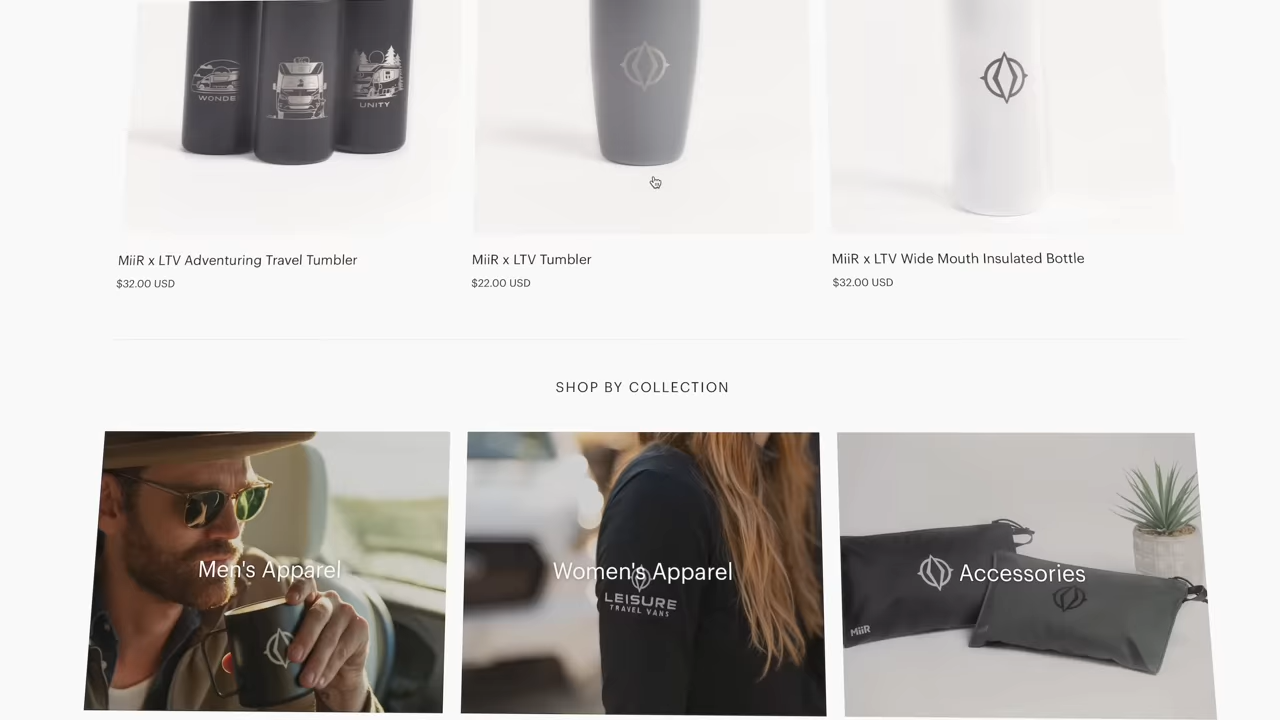 WONDE
UNITY
MiiR x LTV Adventuring Travel Tumbler
$32.00 USD
MiiR x LTV Tumbler
$22.00 USD
MiiR x LTV Wide Mouth Insulated Bottle
$32.00 USD
SHOP BY COLLECTION
Men's Apparel
Women's Apparel
LEISURE
TRAVEL VANS
Accessories
MiiR